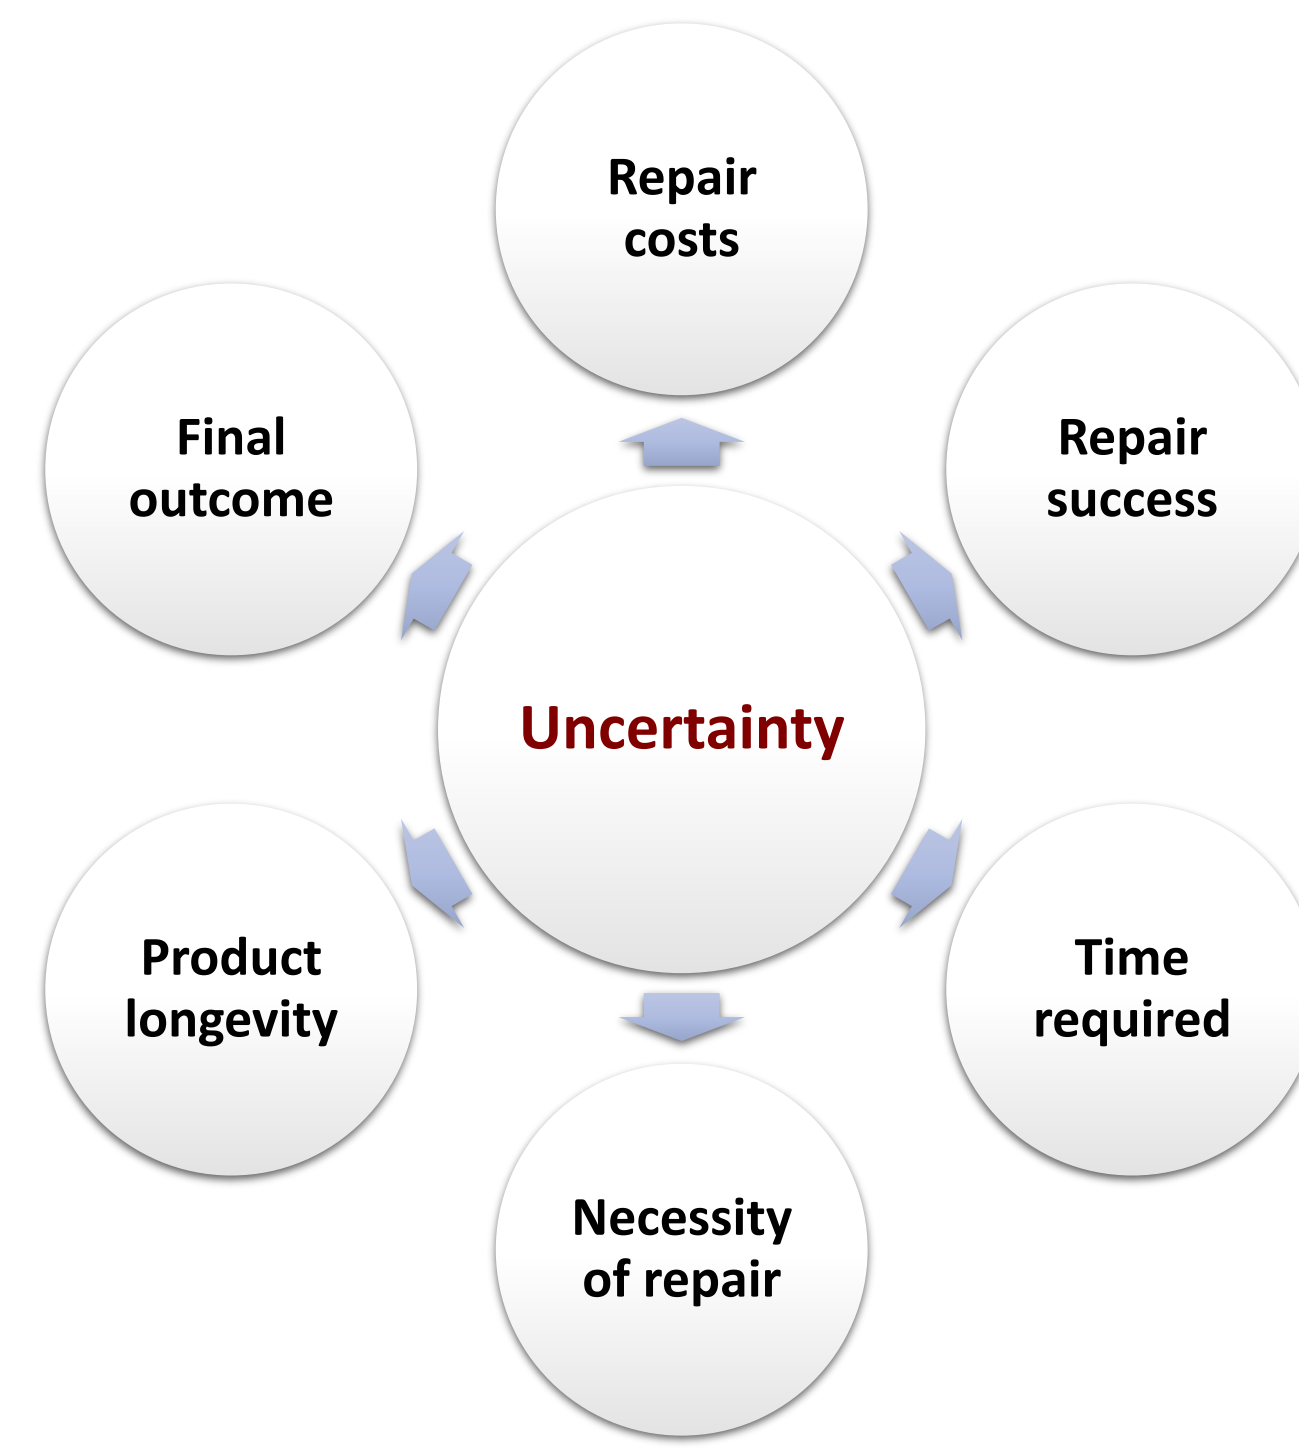 Repair
costs
Final
outcome
Repair
success
Uncertainty
Product
longevity
Time
required
Necessity
of repair